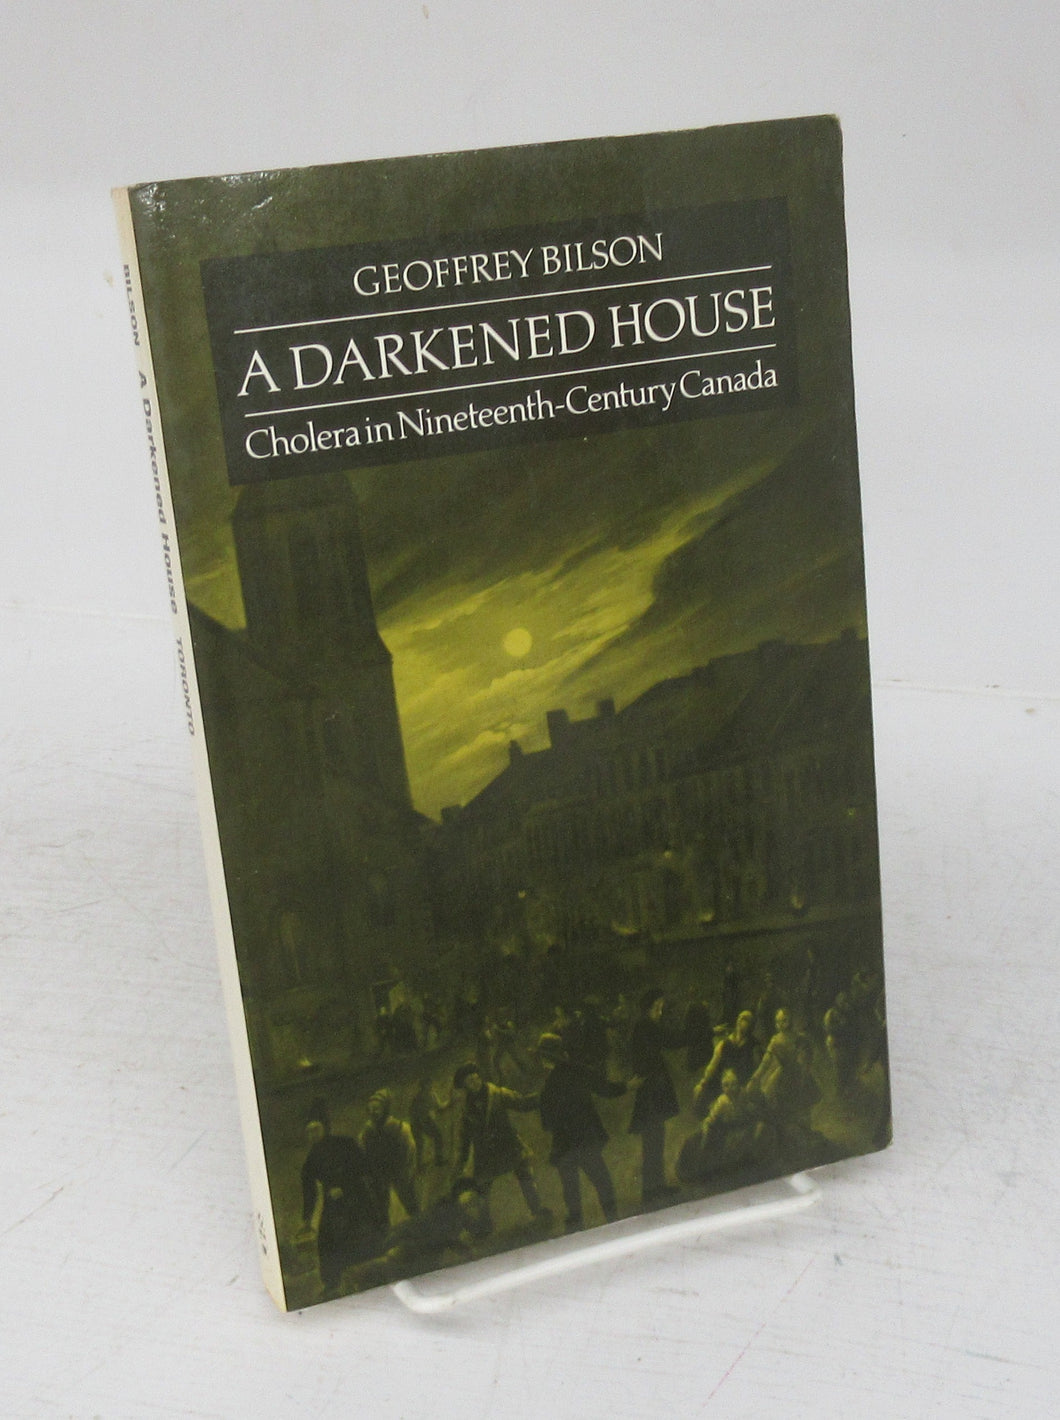 GEOFFREY BILSON
A DARKENED HOUSE
Cholera in Nineteenth-Century Canada
BILSON A Darkened House TORONTO